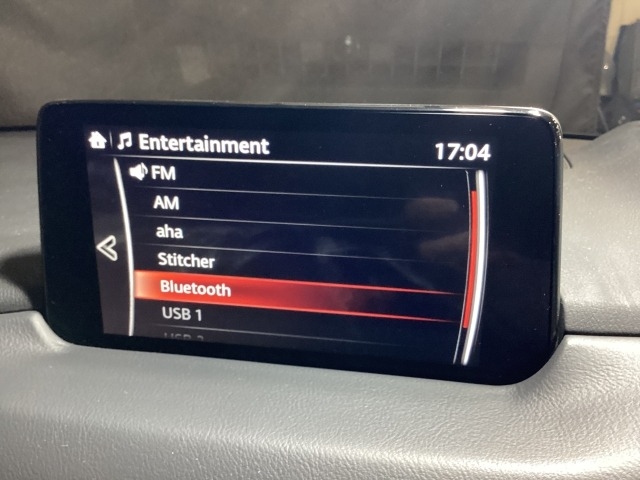 Entertainment
17:04
FM
AM
aha
Stitcher
Bluetooth
USB 1